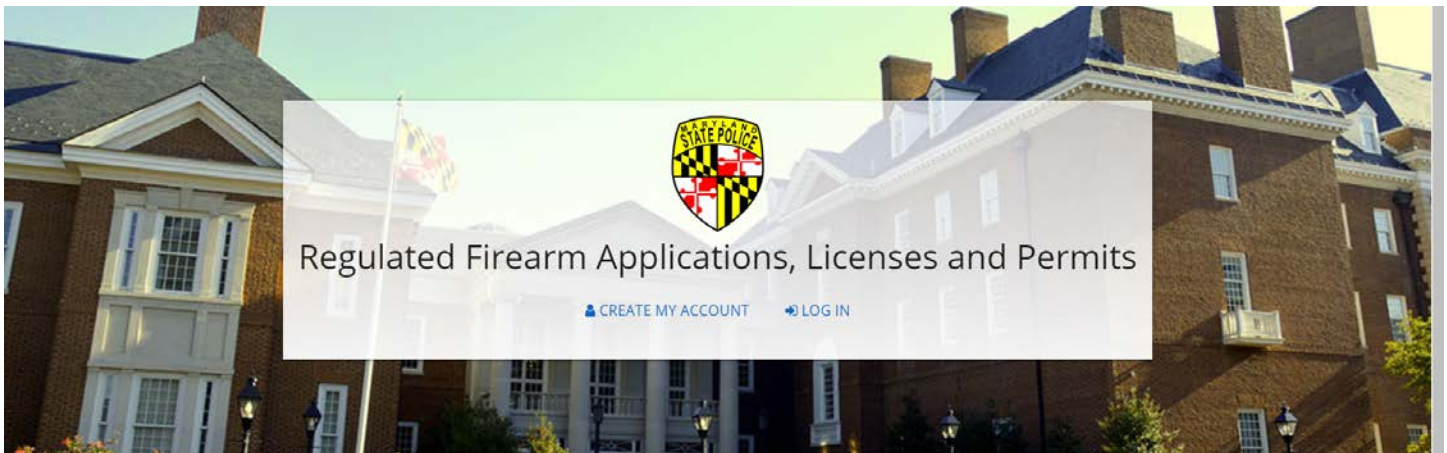 MARYLAND
STATE POLICE
Regulated Firearm Applications, Licenses and Permits
CREATE MY ACCOUNT LOG IN